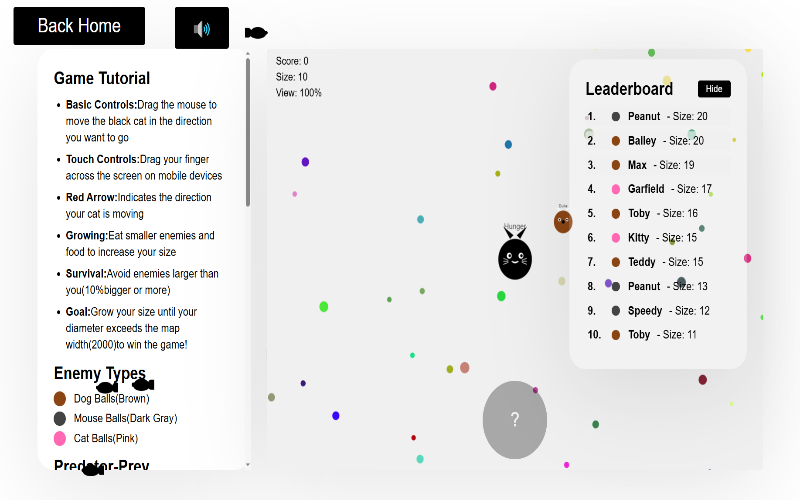 Back Home
Game Tutorial
Basic Controls:Drag the mouse to
move the black cat in the direction
you want to go
Touch Controls:Drag your finger
across the screen on mobile devices
Red Arrow:Indicates the direction
your cat is moving
Growing:Eat smaller enemies and
food to increase your size
Survival:Avoid enemies larger than
you(10%bigger or more)
Goal:Grow your size until your
diameter exceeds the map
width(2000)to win the game!
Enemy Types
Dog Balls(Brown)
Mouse Balls(Dark Gray)
Cat Balls(Pink)
Predator-Prey
Score: 0
Size: 10
View: 100%
Hunger
?
Leaderboard
Hide
1. Peanut - Size: 20
2. Balley - Size: 20
3. Max - Size: 19
4. Garfield - Size: 17
5. Toby - Size: 16
6. Kitty - Size: 15
7. Teddy - Size: 15
8. Peanut - Size: 13
9. Speedy - Size: 12
10. Toby - Size: 11